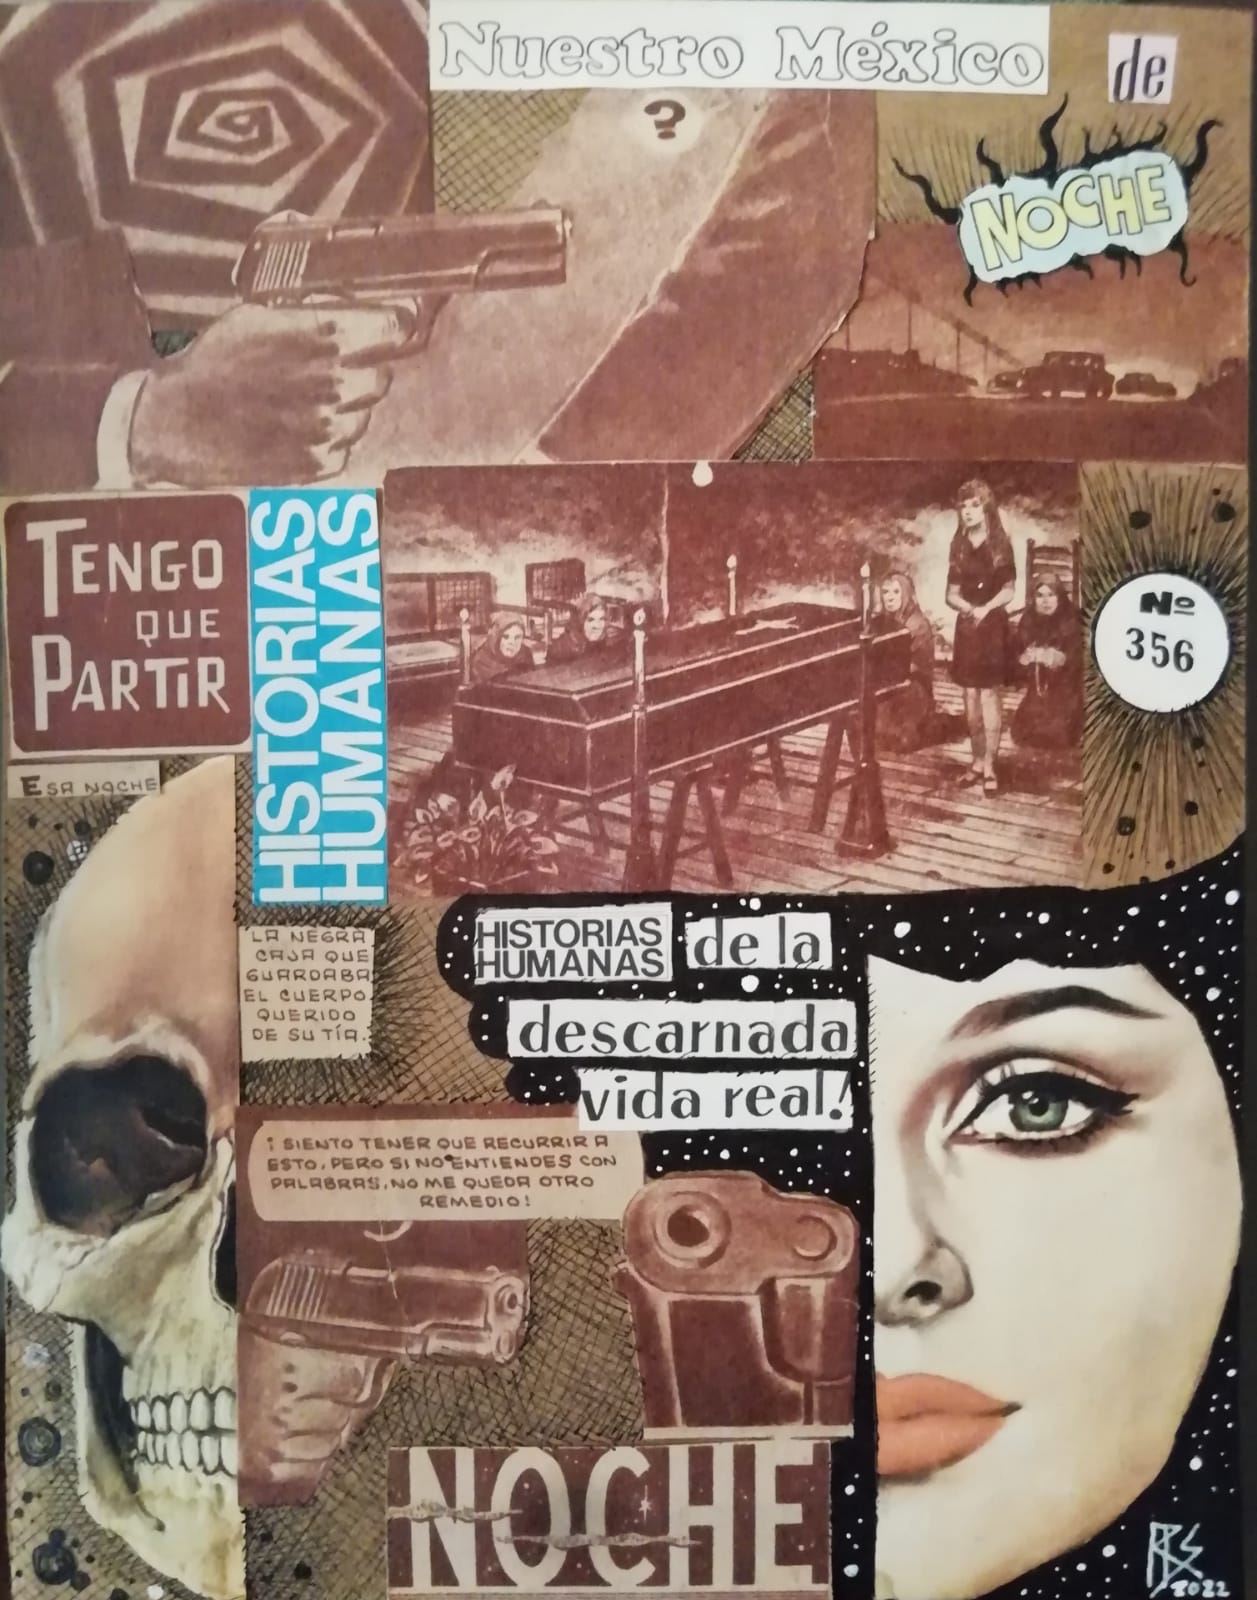 Nuestro México
de
?
NOCHE
TENGO
QUE
PARTIR
HISTORIAS
HUMANAS
Nº
356
ESA NOCHE
LA NEGRA
CAJA QUE
GUARDABA
EL CUERPO
QUERIDO
DE SU TÍA.
HISTORIAS
HUMANAS
de la
descarnada
vida real!
¡SIENTO TENER QUE RECURRIR A
ESTO, PERO SI NO ENTIENDES CON
PALABRAS, NO ME QUEDA OTRO
REMEDIO!
NOCHE
2022